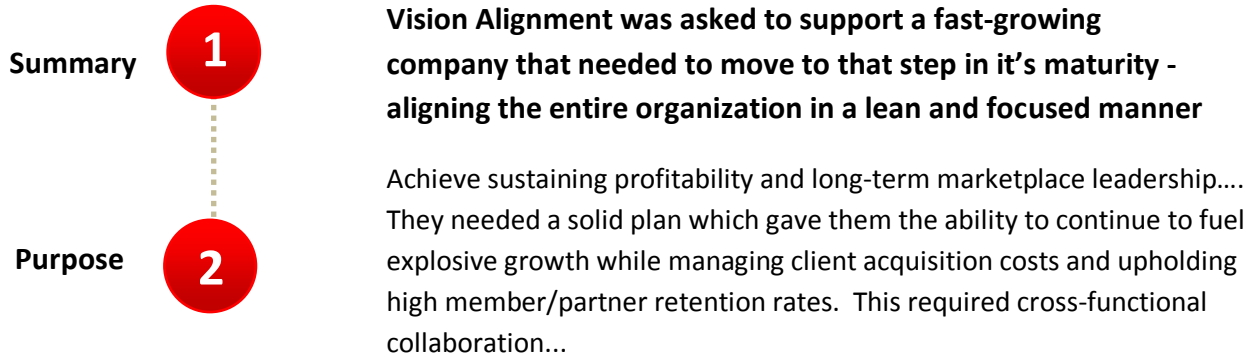 Summary
1
Vision Alignment was asked to support a fast-growing
company that needed to move to that step in it's maturity -
aligning the entire organization in a lean and focused manner
Purpose
2
Achieve sustaining profitability and long-term marketplace leadership....
They needed a solid plan which gave them the ability to continue to fuel
explosive growth while managing client acquisition costs and upholding
high member/partner retention rates.  This required cross-functional
collaboration...